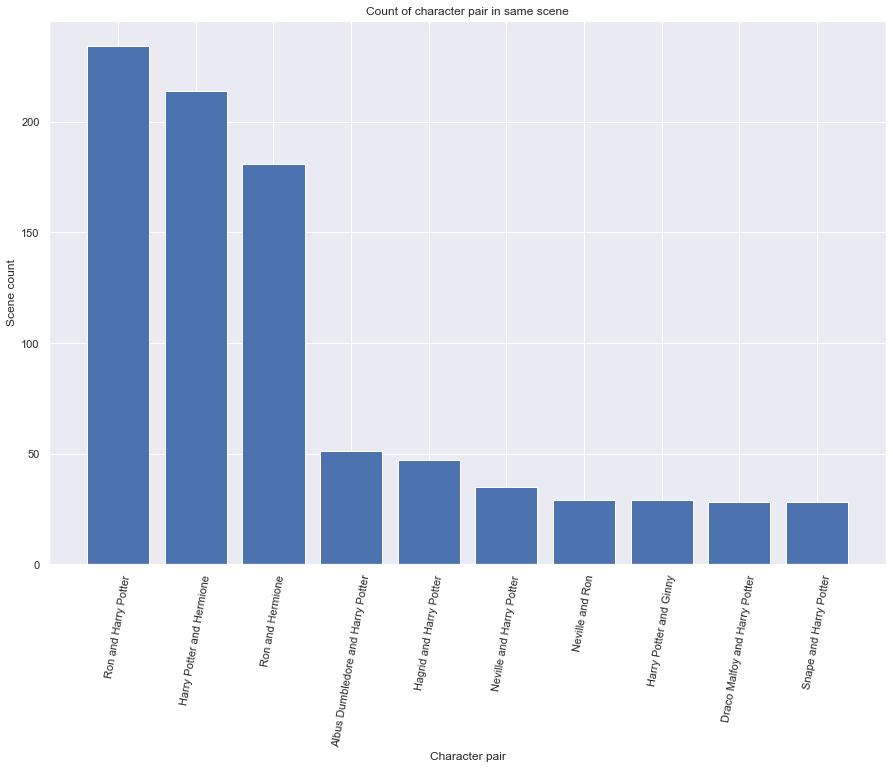 Count of character pair in same scene
Scene count
200
150
100
50
0
Ron and Harry Potter
Harry Potter and Hermione
Ron and Hermione
Albus Dumbledore and Harry Potter
Hagrid and Harry Potter
Neville and Harry Potter
Neville and Ron
Harry Potter and Ginny
Draco Malfoy and Harry Potter
Snape and Harry Potter
Character pair